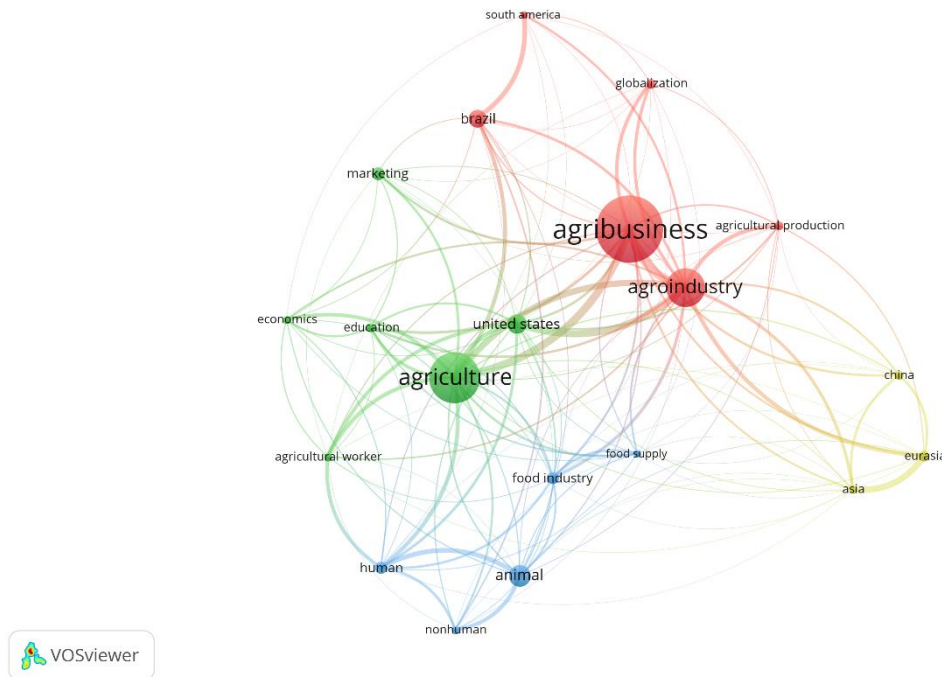 south america
globalization
brazil
marketing
agribusiness
agricultural production
agroindustry
economics
education
united states
agriculture
china
agricultural worker
food supply
eurasia
food industry
asia
human
animal
nonhuman
VOSviewer